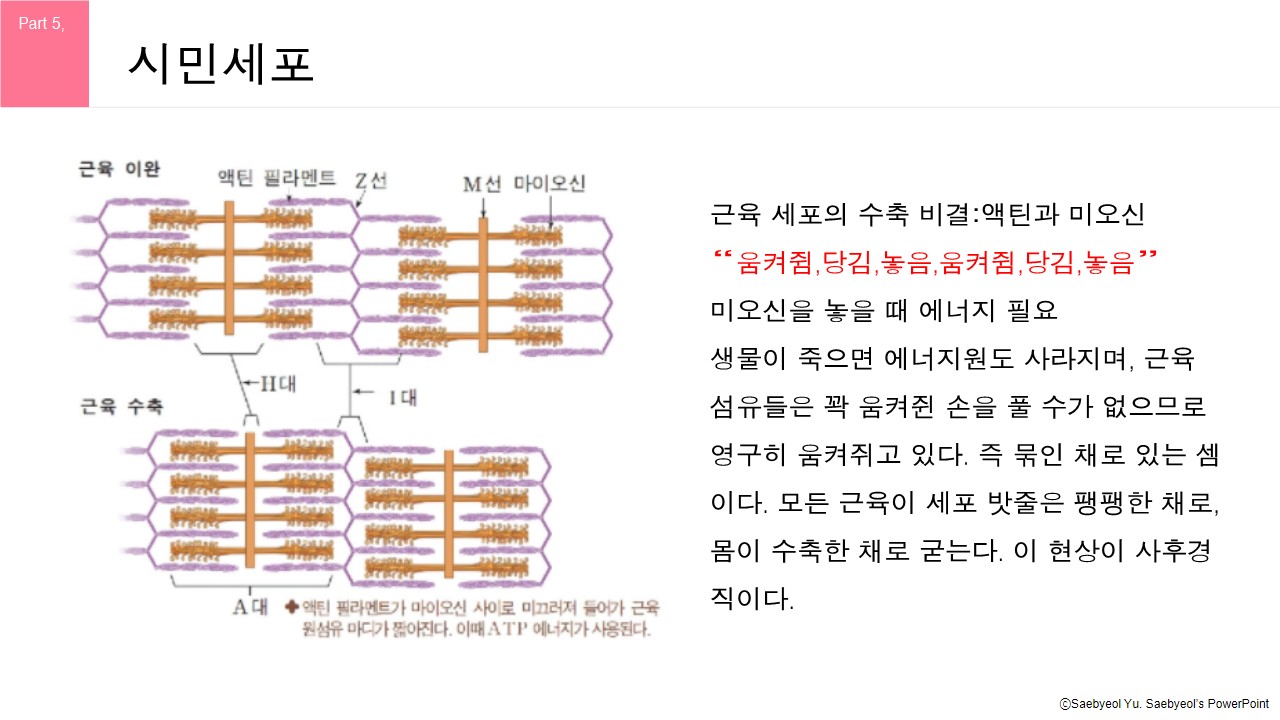 Part 5,
시민세포
근육 이완
액틴 필라멘트
Z선
M선 마이오신
H대
I대
근육 수축
A대
✚액틴 필라멘트가 마이오신 사이로 미끄러져 들어가 근육
원섬유 마디가 짧아진다. 이때 ATP 에너지가 사용된다.
근육 세포의 수축 비결:액틴과 미오신
“움켜쥠,당김,놓음,움켜쥠,당김,놓음”
미오신을 놓을 때 에너지 필요
생물이 죽으면 에너지원도 사라지며, 근육
섬유들은 꽉 움켜쥔 손을 풀 수가 없으므로
영구히 움켜쥐고 있다. 즉 묶인 채로 있는 셈
이다. 모든 근육이 세포 밧줄은 팽팽한 채로,
몸이 수축한 채로 굳는다. 이 현상이 사후경
직이다.
ⓒSaebyeol Yu. Saebyeol's PowerPoint